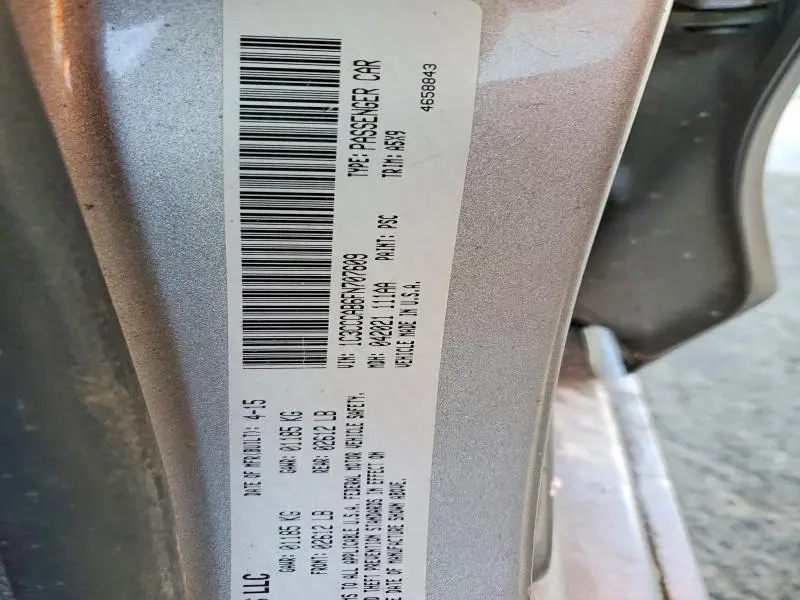 S LLC
DATE OF MFR(BUILT): 4-15
GAWR: 01185 KG GAWR: 01185 KG
FRONT: 02612 LB REAR: 02612 LB
S TO ALL APPLICABLE U.S.A. FEDERAL MOTOR VEHICLE SAFETY,
D THEFT PREVENTION STANDARDS IN EFFECT ON
E DATE OF MANUFACTURE SHOWN ABOVE.
VIN: 1C3CCCAB6FN707609 TYPE: PASSENGER CAR
MDH: 042021 111AA PAINT: PSC TRIM: A5X9
VEHICLE MADE IN U.S.A.
4658843